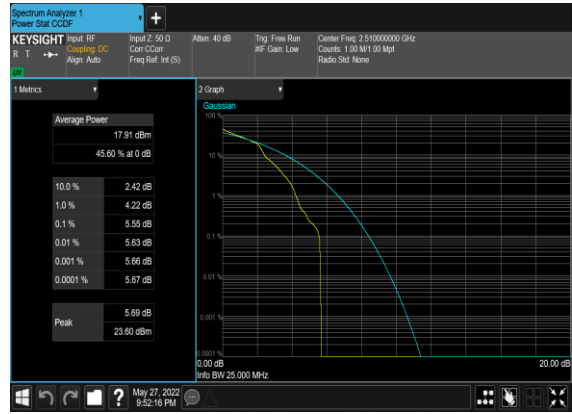 Spectrum Analyzer 1
Power Stat CCDF
+
KEYSIGHT
R T
LW
Input: RF
Coupling: DC
Align: Auto
Input Z: 50 Ω
Corr CCorr
Freq Ref: Int (S)
Atten: 40 dB
Trig: Free Run
#IF Gain: Low
Center Freq: 2.510000000 GHz
Counts: 1.00 M/1.00 Mpt
Radio Std: None
1 Metrics
Average Power
17.91 dBm
45.60 % at 0 dB
10.0 % 2.42 dB
1.0 % 4.22 dB
0.1 % 5.55 dB
0.01 % 5.63 dB
0.001 % 5.66 dB
0.0001 % 5.67 dB
Peak
5.69 dB
23.60 dBm
2 Graph
Gaussian
100 %
10 %
1 %
0.1 %
0.01 %
0.001 %
0.0001 %
0.00 dB
20.00 dB
Info BW 25.000 MHz
?
May 27, 2022
9:52:16 PM